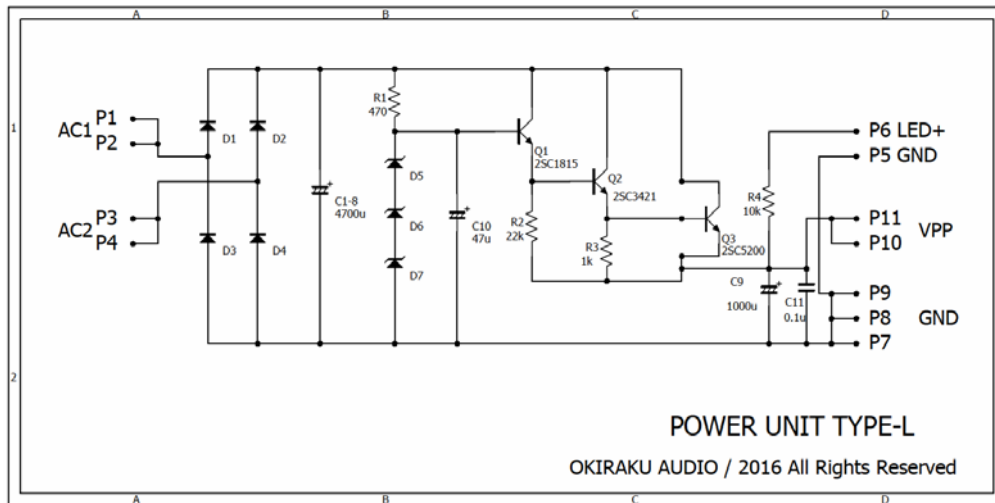 A B C D
1
2
AC1 P1
P2
AC2 P3
P4
D1
D2
D3
D4
C1-8
4700u
R1
470
D5
D6
D7
C10
47u
Q1
2SC1815
R2
22k
Q2
2SC3421
R3
1k
Q3
2SC5200
R4
10k
C9
1000u
C11
0.1u
P6 LED+
P5 GND
P11 VPP
P10
P9
P8 GND
P7
POWER UNIT TYPE-L
OKIRAKU AUDIO / 2016 All Rights Reserved
A B C D